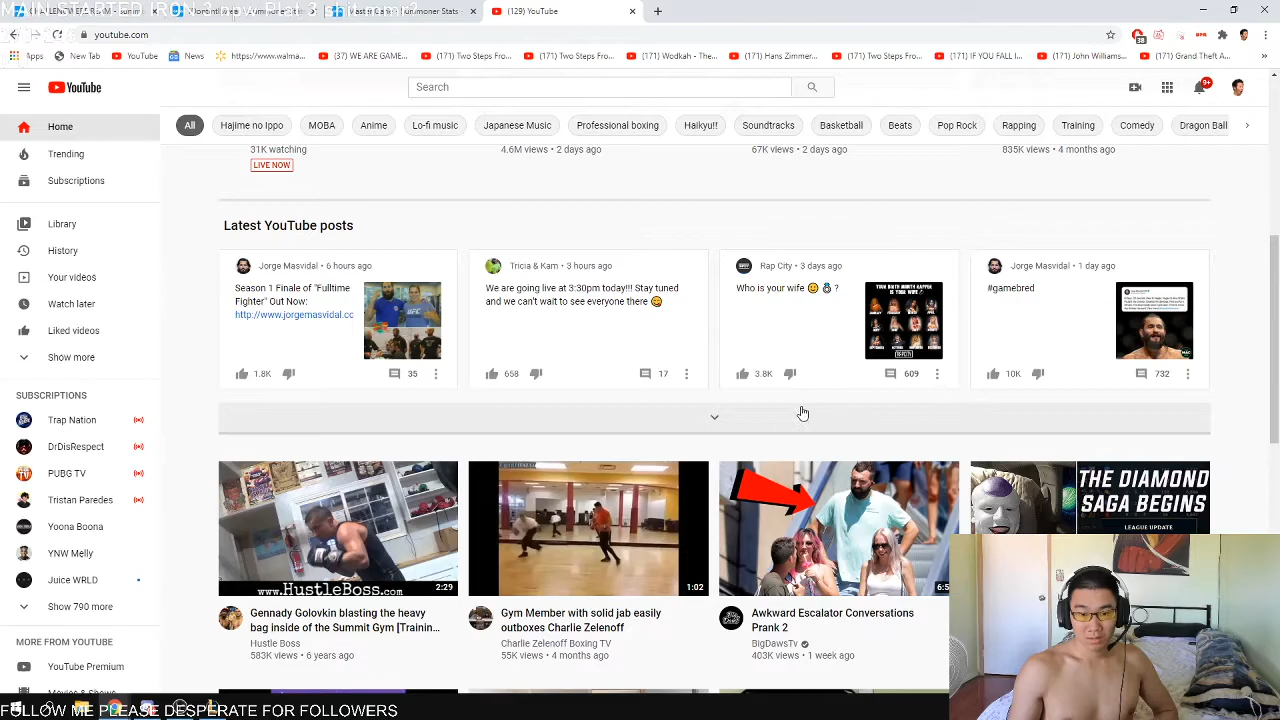 (129) YouTube
youtube.com
38
Apps
New Tab
YouTube
News
https://www.walma...
(37) WE ARE GAME...
(171) Two Steps Fro...
(171) Two Steps Fro...
(171) Wodkah - The...
(171) Hans Zimmer...
(171) Two Steps Fro...
(171) IF YOU FALL I...
(171) John Williams...
(171) Grand Theft A...
YouTube
Search
9+
Home
Trending
Subscriptions
Library
History
Your videos
Watch later
Liked videos
Show more
SUBSCRIPTIONS
Trap Nation
DrDisRespect
PUBG TV
Tristan Paredes
Yoona Boona
YNW Melly
Juice WRLD
Show 790 more
MORE FROM YOUTUBE
YouTube Premium
Movies & Shows
All
Hajime no Ippo
MOBA
Anime
Lo-fi music
Japanese Music
Professional boxing
Haikyu!!
Soundtracks
Basketball
Beats
Pop Rock
Rapping
Training
Comedy
Dragon Ball
31K watching
LIVE NOW
4.6M views • 2 days ago
67K views • 2 days ago
835K views • 4 months ago
Latest YouTube posts
Jorge Masvidal • 6 hours ago
Season 1 Finale of "Fulltime
Fighter" Out Now:
http://www.jorgemasvidal.cc
1.8K
35
Tricia & Kam • 3 hours ago
We are going live at 3:30pm today!!! Stay tuned
and we can't wait to see everyone there
658
17
Rap City • 3 days ago
Who is your wife ?
3.8K
609
Jorge Masvidal • 1 day ago
#gamebred
10K
732
www.HustleBoss.com
2:29
Gennady Golovkin blasting the heavy
bag inside of the Summit Gym [Trainin...
Hustle Boss
583K views • 6 years ago
1:02
Gym Member with solid jab easily
outboxes Charlie Zelenoff
Charlie Zelenoff Boxing TV
55K views • 4 months ago
Awkward Escalator Conversations
Prank 2
BigDawsTv
403K views • 1 week ago
THE DIAMOND
SAGA BEGINS
LEAGUE UPDATE
FOLLOW ME PLEASE DESPERATE FOR FOLLOWERS